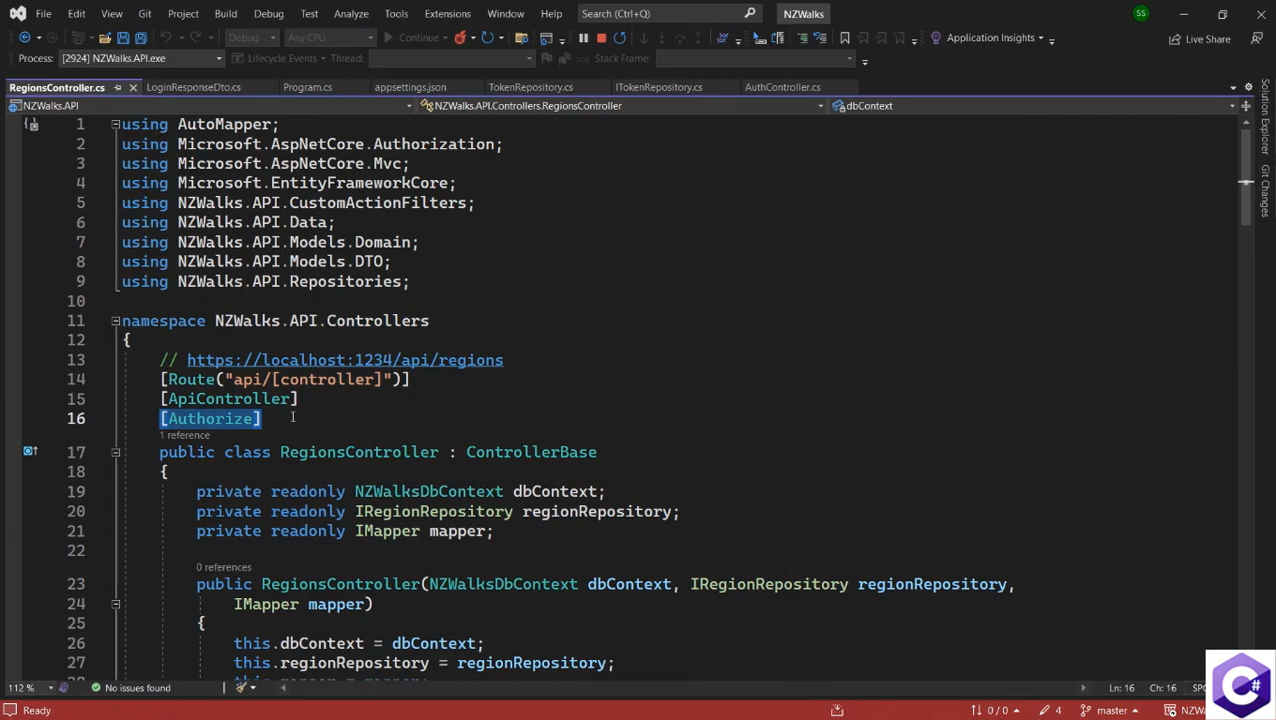 File Edit View Git Project Build Debug Test Analyze Tools Extensions Window Help Search (Ctrl+Q) NZWalks SS
Debug Any CPU Continue Application Insights Live Share
Process: [2924] NZWalks.API.exe Lifecycle Events Thread: Stack Frame:
RegionsController.cs LoginResponseDto.cs Program.cs appsettings.json TokenRepository.cs ITokenRepository.cs AuthController.cs
NZWalks.API NZWalks.API.Controllers.RegionsController dbContext
Solution Explorer
Git Changes
1 using AutoMapper;
2 using Microsoft.AspNetCore.Authorization;
3 using Microsoft.AspNetCore.Mvc;
4 using Microsoft.EntityFrameworkCore;
5 using NZWalks.API.CustomActionFilters;
6 using NZWalks.API.Data;
7 using NZWalks.API.Models.Domain;
8 using NZWalks.API.Models.DTO;
9 using NZWalks.API.Repositories;
10
11 namespace NZWalks.API.Controllers
12 {
13 // https://localhost:1234/api/regions
14 [Route("api/[controller]")]
15 [ApiController]
16 [Authorize]
1 reference
17 public class RegionsController : ControllerBase
18 {
19 private readonly NZWalksDbContext dbContext;
20 private readonly IRegionRepository regionRepository;
21 private readonly IMapper mapper;
22
0 references
23 public RegionsController(NZWalksDbContext dbContext, IRegionRepository regionRepository,
24 IMapper mapper)
25 {
26 this.dbContext = dbContext;
27 this.regionRepository = regionRepository;
112 % No issues found Ln: 16 Ch: 16
Ready 0 / 0 4 master
C#